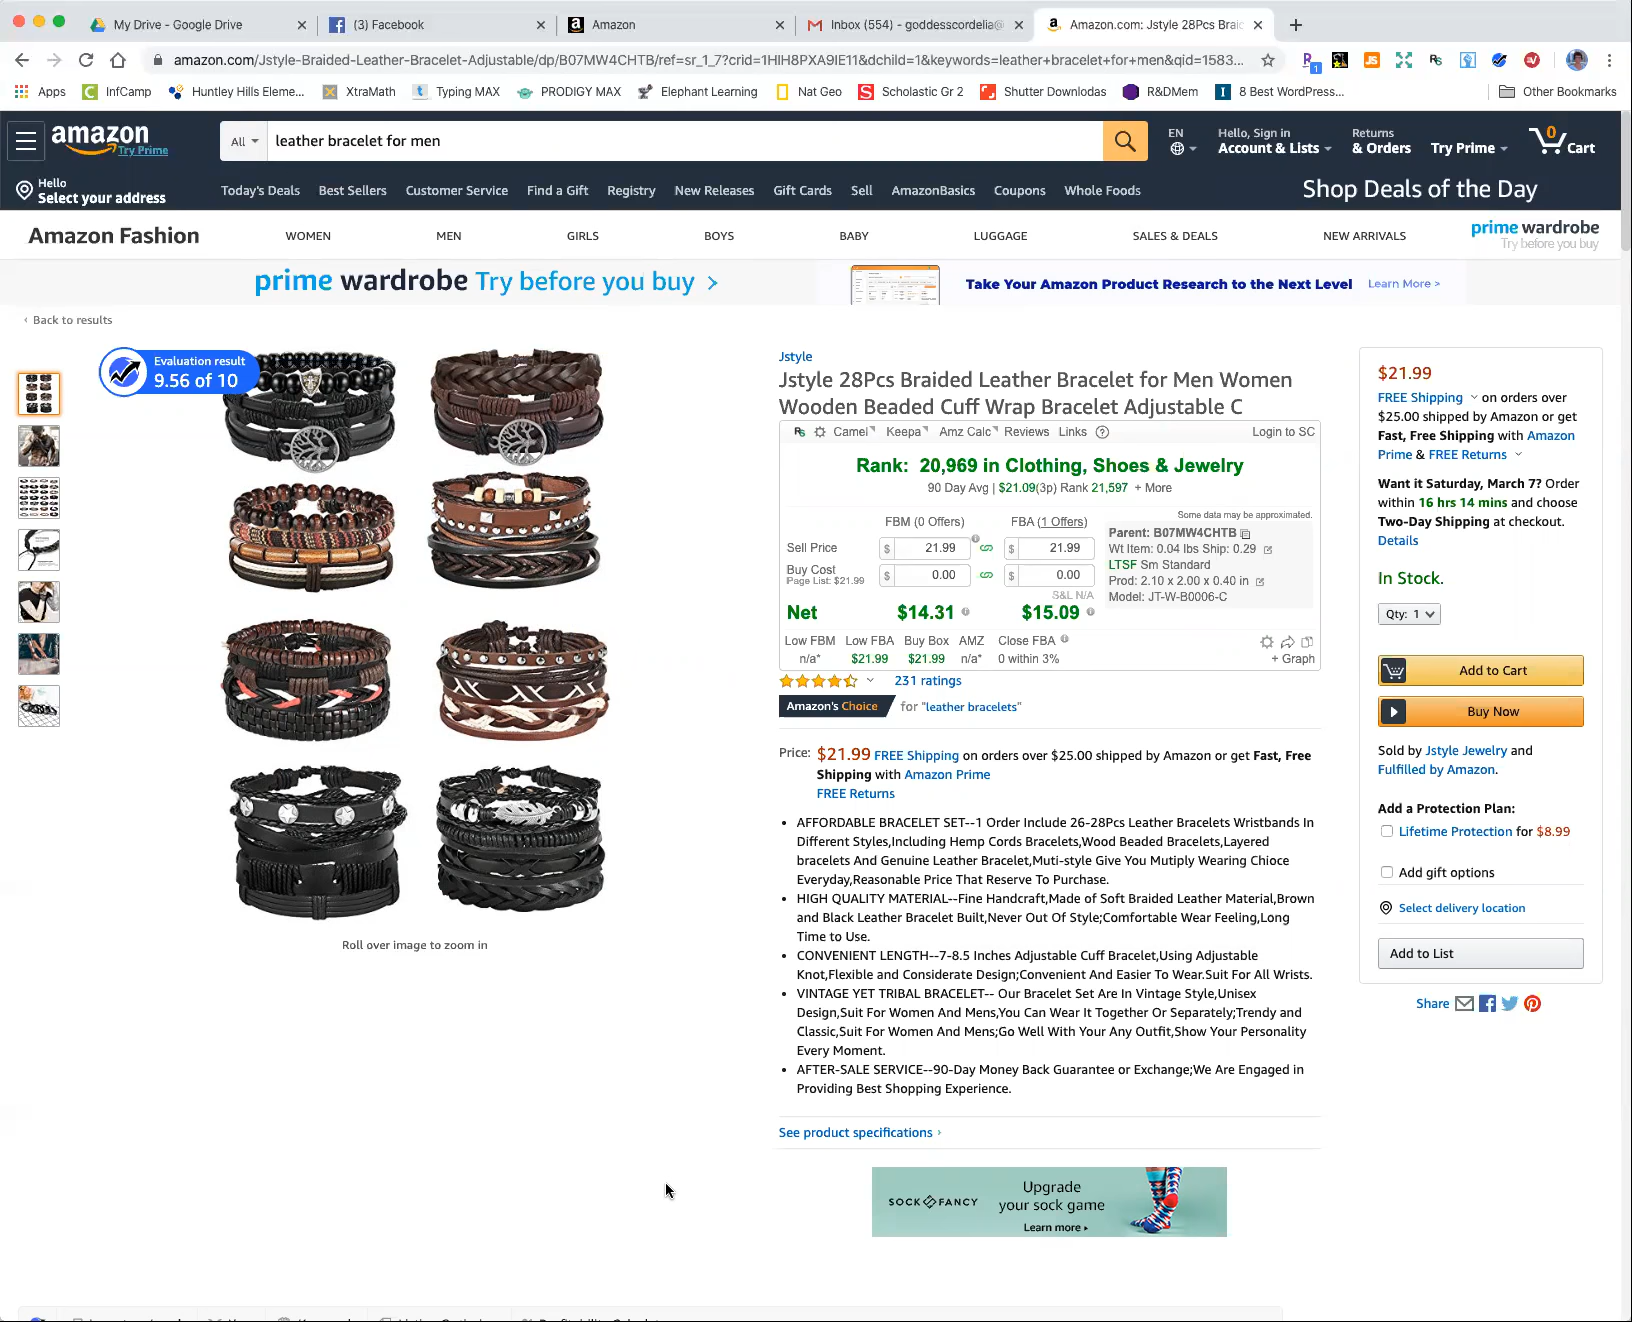 My Drive - Google Drive
(3) Facebook
Amazon
Inbox (554) - goddesscordelia@
Amazon.com: Jstyle 28Pcs Braid
amazon.com/Jstyle-Braided-Leather-Bracelet-Adjustable/dp/B07MW4CHTB/ref=sr_1_7?crid=1HIH8PXA9IE11&dchild=1&keywords=leather+bracelet+for+men&qid=1583...
Apps
InfCamp
Huntley Hills Eleme...
XtraMath
Typing MAX
PRODIGY MAX
Elephant Learning
Nat Geo
Scholastic Gr 2
Shutter Downlodas
R&DMem
8 Best WordPress...
Other Bookmarks
amazon
Try Prime
All
leather bracelet for men
EN
Hello, Sign in
Account & Lists
Returns
& Orders
Try Prime
0
Cart
Hello
Select your address
Today's Deals
Best Sellers
Customer Service
Find a Gift
Registry
New Releases
Gift Cards
Sell
AmazonBasics
Coupons
Whole Foods
Shop Deals of the Day
Amazon Fashion
WOMEN
MEN
GIRLS
BOYS
BABY
LUGGAGE
SALES & DEALS
NEW ARRIVALS
prime wardrobe
Try before you buy
prime wardrobe Try before you buy >
Take Your Amazon Product Research to the Next Level
Learn More >
‹ Back to results
Evaluation result
9.56 of 10
Roll over image to zoom in
Jstyle
Jstyle 28Pcs Braided Leather Bracelet for Men Women
Wooden Beaded Cuff Wrap Bracelet Adjustable C
Camel
Keepa
Amz Calc
Reviews
Links
Login to SC
Rank: 20,969 in Clothing, Shoes & Jewelry
90 Day Avg | $21.09(3p) Rank 21,597 + More
Some data may be approximated.
FBM (0 Offers)
FBA (1 Offers)
Sell Price
$ 21.99
$ 21.99
Buy Cost
Page List: $21.99
$ 0.00
$ 0.00
S&L N/A
Net
$14.31
$15.09
Parent: B07MW4CHTB
Wt Item: 0.04 lbs Ship: 0.29
LTSF Sm Standard
Prod: 2.10 x 2.00 x 0.40 in
Model: JT-W-B0006-C
Low FBM Low FBA Buy Box AMZ Close FBA
n/a* $21.99 $21.99 n/a* 0 within 3%
+ Graph
231 ratings
Amazon's Choice for "leather bracelets"
Price: $21.99 FREE Shipping on orders over $25.00 shipped by Amazon or get Fast, Free
Shipping with Amazon Prime
FREE Returns
• AFFORDABLE BRACELET SET--1 Order Include 26-28Pcs Leather Bracelets Wristbands In
Different Styles,Including Hemp Cords Bracelets,Wood Beaded Bracelets,Layered
bracelets And Genuine Leather Bracelet,Muti-style Give You Mutiply Wearing Chioce
Everyday,Reasonable Price That Reserve To Purchase.
• HIGH QUALITY MATERIAL--Fine Handcraft,Made of Soft Braided Leather Material,Brown
and Black Leather Bracelet Built,Never Out Of Style;Comfortable Wear Feeling,Long
Time to Use.
• CONVENIENT LENGTH--7-8.5 Inches Adjustable Cuff Bracelet,Using Adjustable
Knot,Flexible and Considerate Design;Convenient And Easier To Wear.Suit For All Wrists.
• VINTAGE YET TRIBAL BRACELET-- Our Bracelet Set Are In Vintage Style,Unisex
Design,Suit For Women And Mens,You Can Wear It Together Or Separately;Trendy and
Classic,Suit For Women And Mens;Go Well With Your Any Outfit,Show Your Personality
Every Moment.
• AFTER-SALE SERVICE--90-Day Money Back Guarantee or Exchange;We Are Engaged in
Providing Best Shopping Experience.
See product specifications ›
SOCK FANCY
Upgrade
your sock game
Learn more ▸
$21.99
FREE Shipping on orders over
$25.00 shipped by Amazon or get
Fast, Free Shipping with Amazon
Prime & FREE Returns
Want it Saturday, March 7? Order
within 16 hrs 14 mins and choose
Two-Day Shipping at checkout.
Details
In Stock.
Qty: 1
Add to Cart
Buy Now
Sold by Jstyle Jewelry and
Fulfilled by Amazon.
Add a Protection Plan:
Lifetime Protection for $8.99
Add gift options
Select delivery location
Add to List
Share